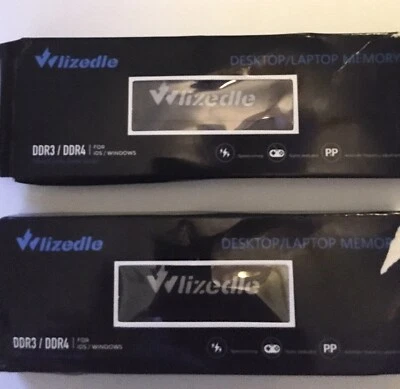 Wlizedle
DESKTOP/LAPTOP MEMORY
Wlizedle
DDR3 / DDR4
FOR
iOS / WINDOWS
PP
Wlizedle
DESKTOP/LAPTOP MEMOR
Wlizedle
DDR3 / DDR4
FOR
iOS / WINDOWS
PP